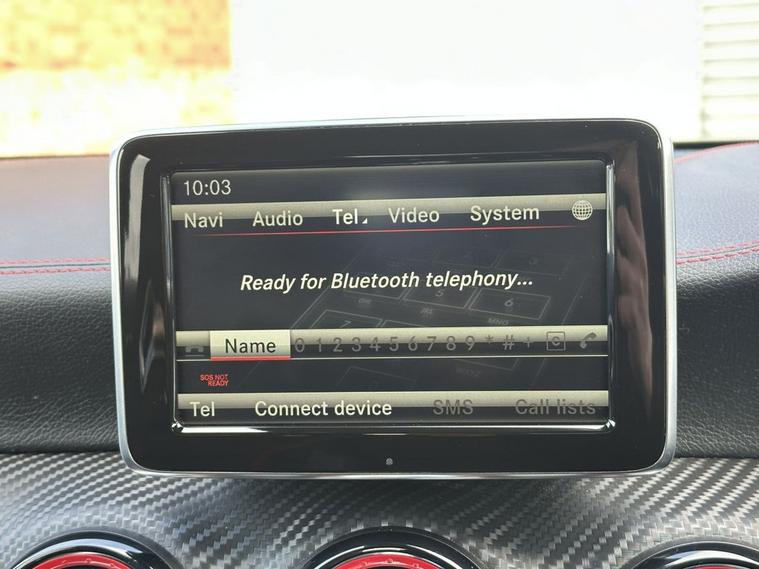 10:03
Navi Audio Tel Video System
Ready for Bluetooth telephony...
Name 0 1 2 3 4 5 6 7 8 9 * # + C
SOS NOT
READY
Tel Connect device SMS Call lists